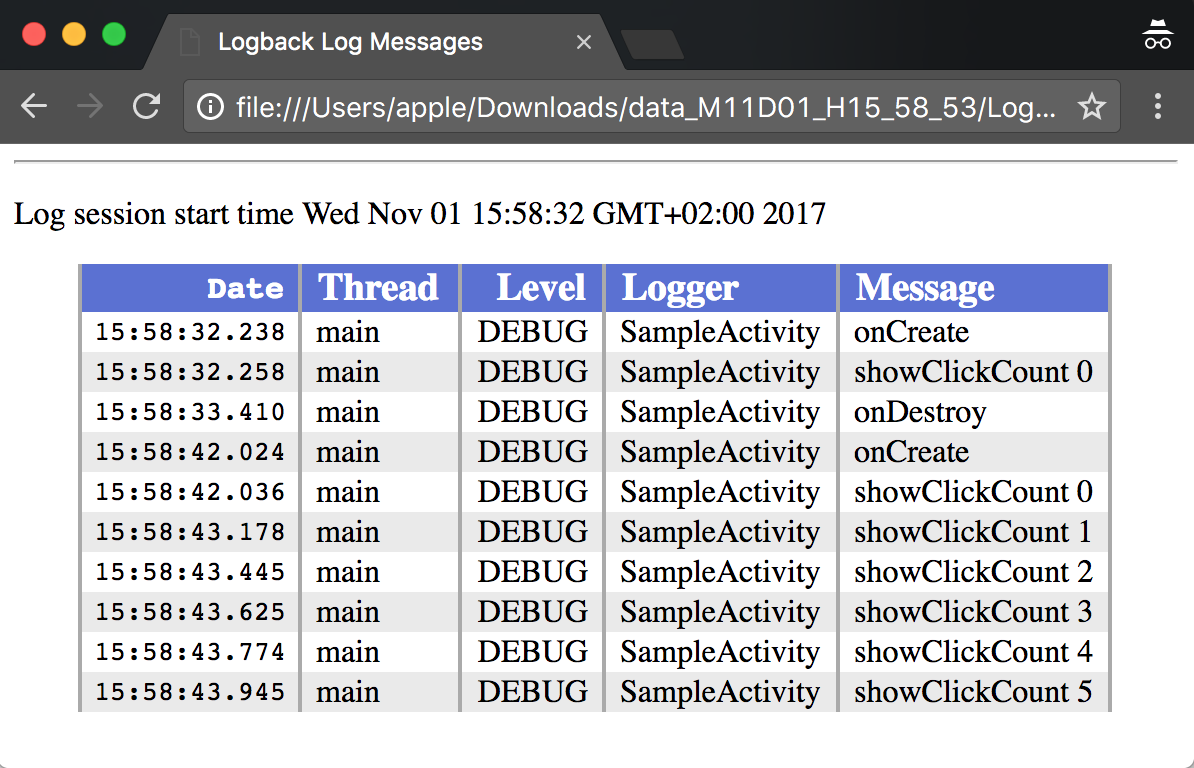 Logback Log Messages
file:///Users/apple/Downloads/data_M11D01_H15_58_53/Log...
Log session start time Wed Nov 01 15:58:32 GMT+02:00 2017
Date Thread Level Logger Message
15:58:32.238 main DEBUG SampleActivity onCreate
15:58:32.258 main DEBUG SampleActivity showClickCount 0
15:58:33.410 main DEBUG SampleActivity onDestroy
15:58:42.024 main DEBUG SampleActivity onCreate
15:58:42.036 main DEBUG SampleActivity showClickCount 0
15:58:43.178 main DEBUG SampleActivity showClickCount 1
15:58:43.445 main DEBUG SampleActivity showClickCount 2
15:58:43.625 main DEBUG SampleActivity showClickCount 3
15:58:43.774 main DEBUG SampleActivity showClickCount 4
15:58:43.945 main DEBUG SampleActivity showClickCount 5